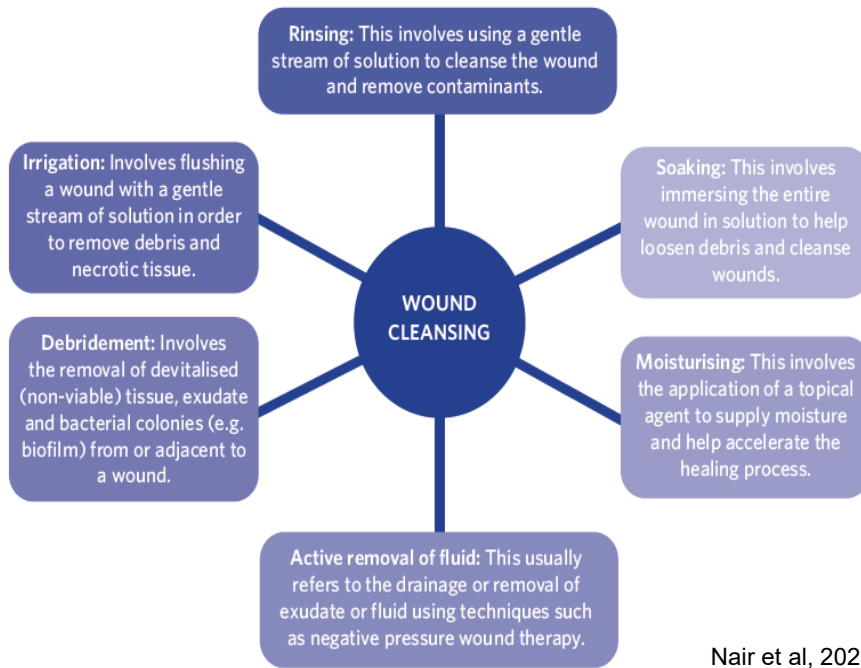 Rinsing: This involves using a gentle
stream of solution to cleanse the wound
and remove contaminants.
Irrigation: Involves flushing
a wound with a gentle
stream of solution in order
to remove debris and
necrotic tissue.
Soaking: This involves
immersing the entire
wound in solution to help
loosen debris and cleanse
wounds.
WOUND
CLEANSING
Debridement: Involves
the removal of devitalised
(non-viable) tissue, exudate
and bacterial colonies (e.g.
biofilm) from or adjacent to
a wound.
Moisturising: This involves
the application of a topical
agent to supply moisture
and help accelerate the
healing process.
Active removal of fluid: This usually
refers to the drainage or removal of
exudate or fluid using techniques such
as negative pressure wound therapy.
Nair et al, 202